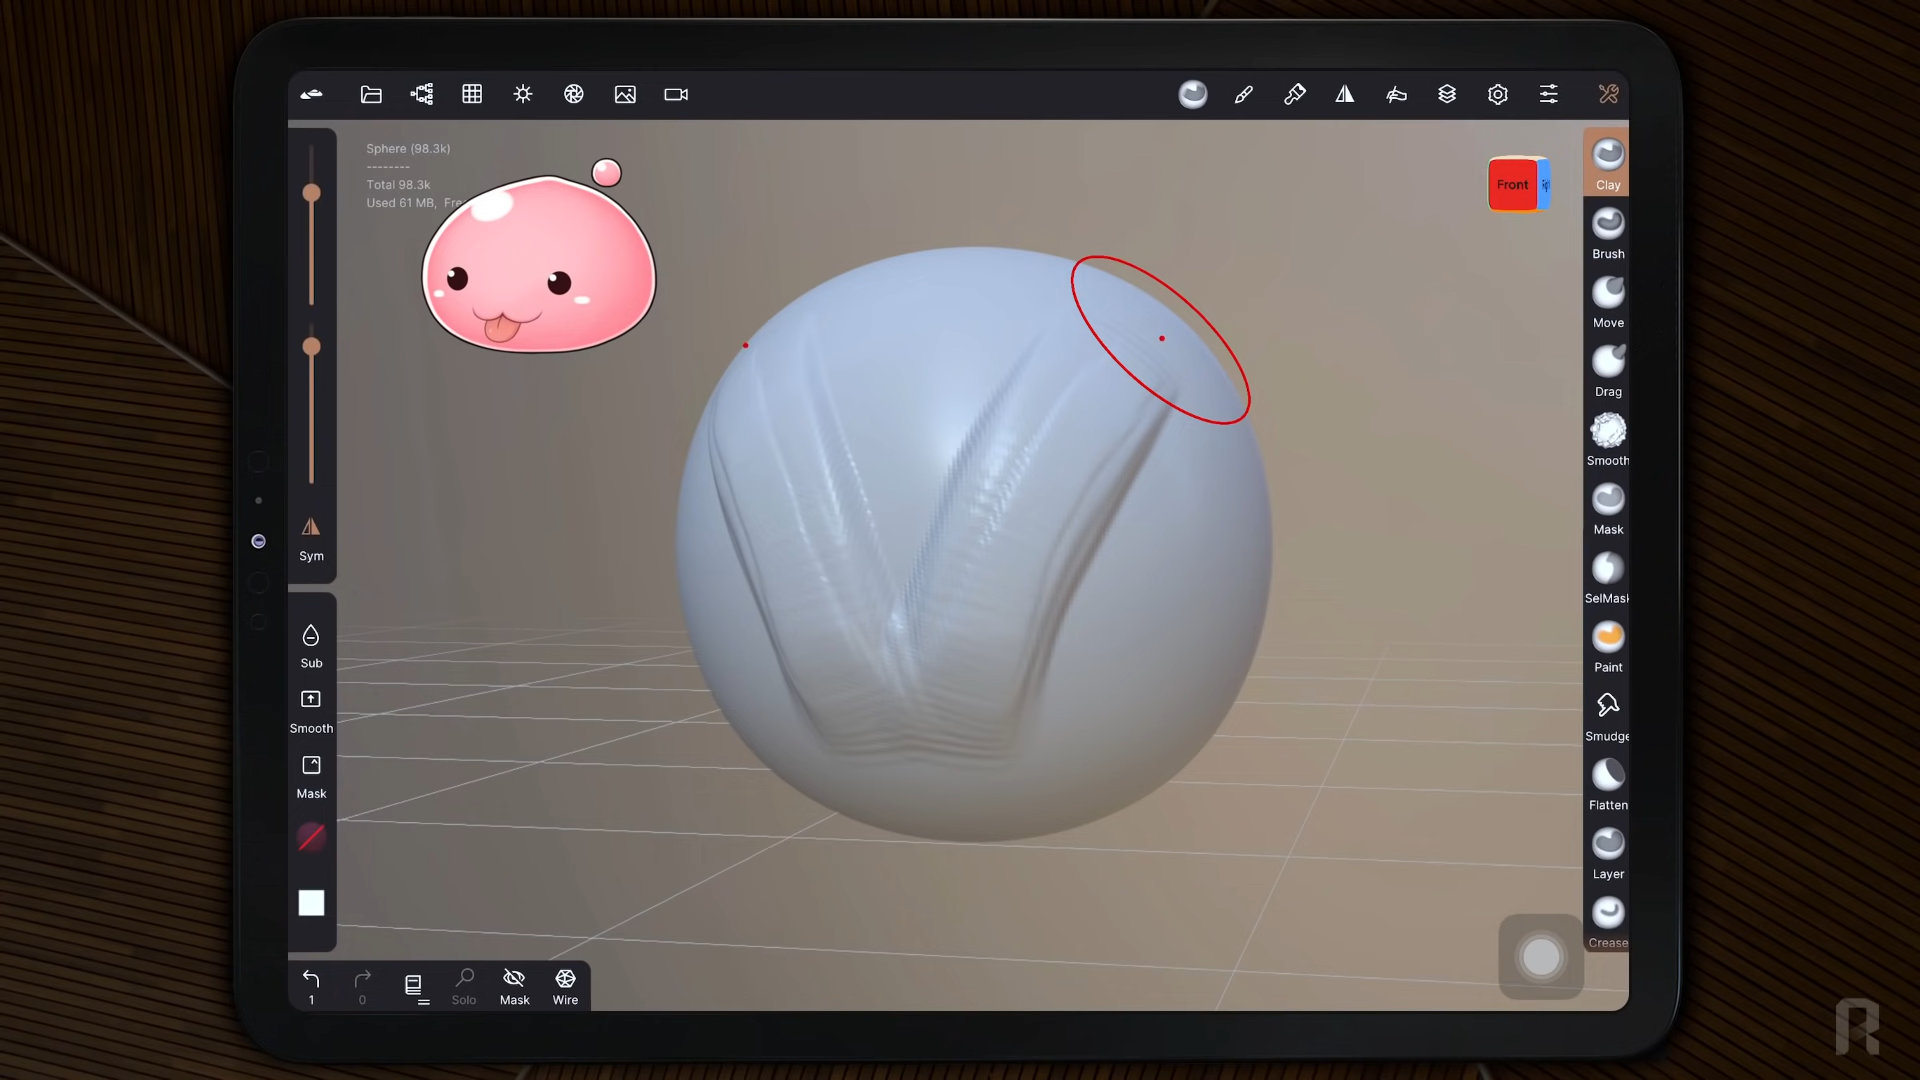 Sphere (98.3k)
--------
Total 98.3k
Used 61 MB, Fre
Front
Sym
Sub
Smooth
Mask
1
0
Solo
Mask
Wire
Clay
Brush
Move
Drag
Smooth
Mask
SelMask
Paint
Smudge
Flatten
Layer
Crease